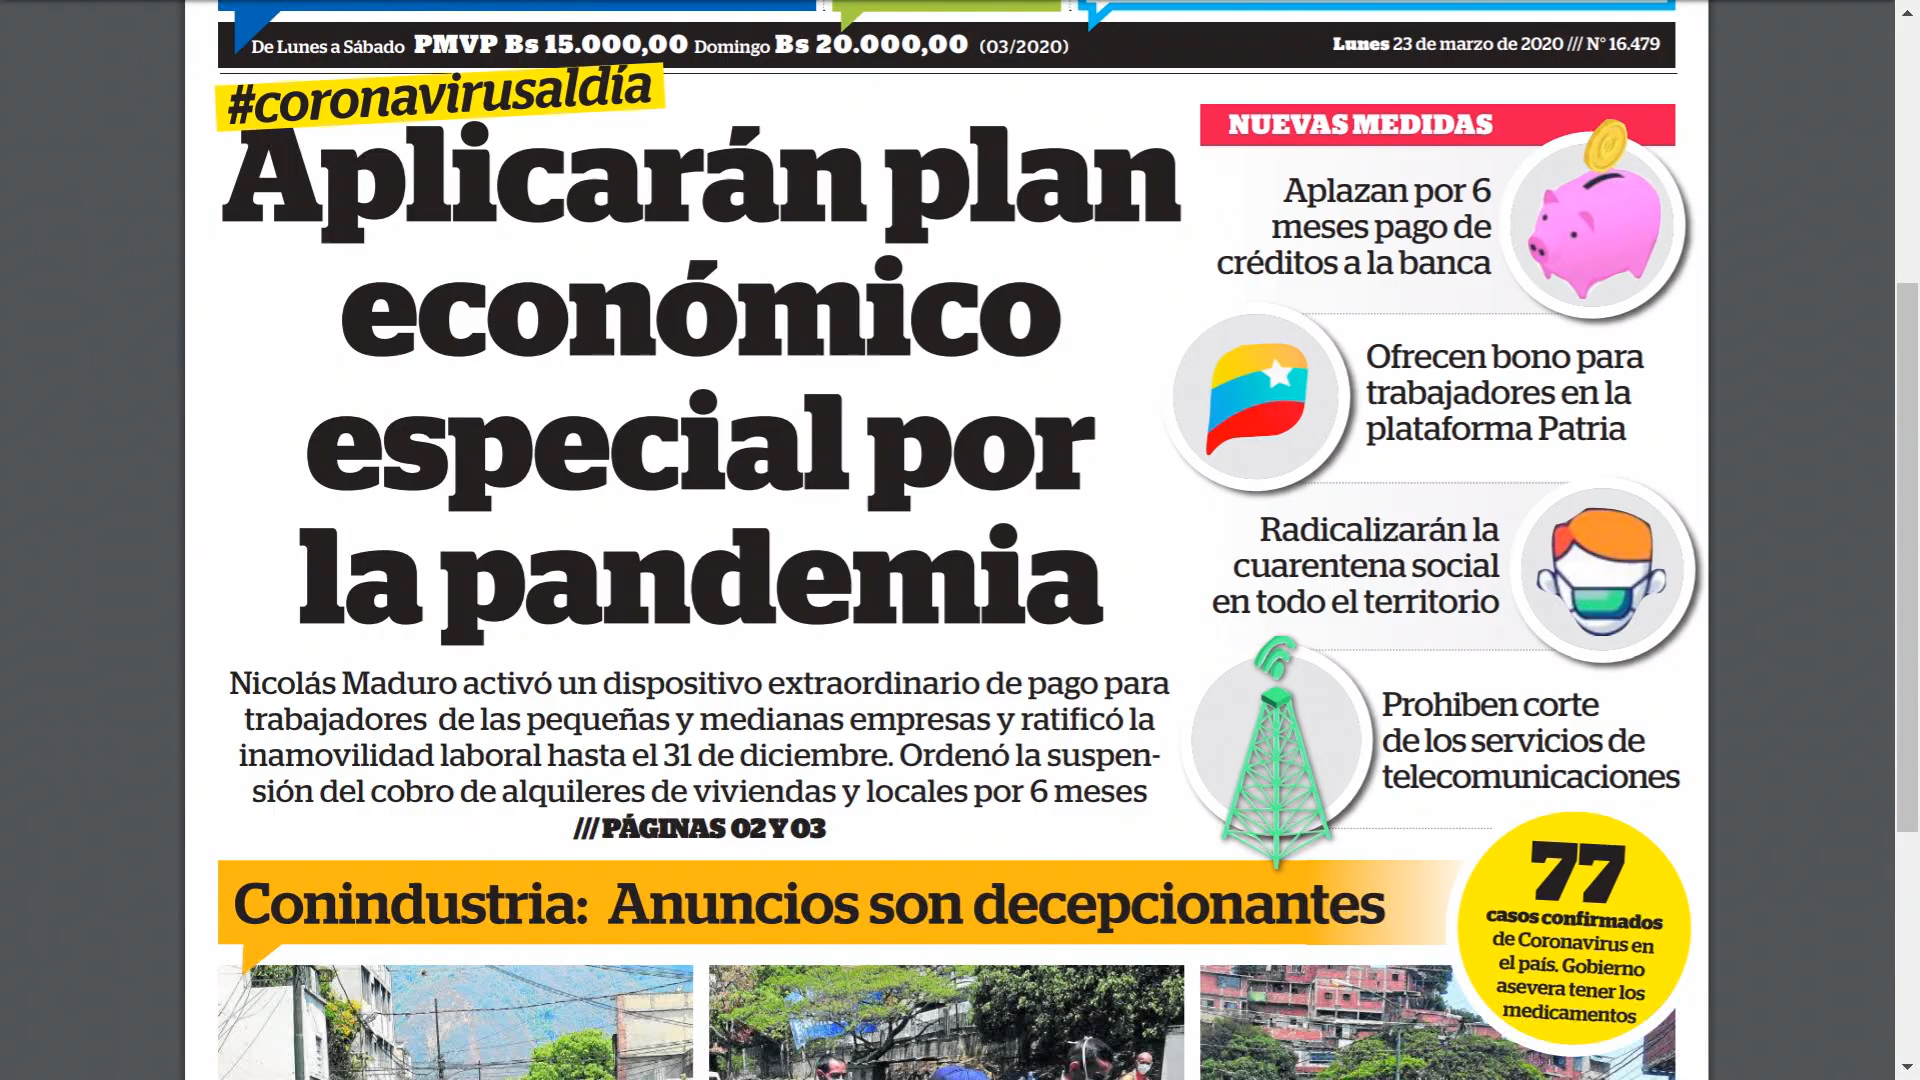 De Lunes a Sábado PMVP Bs 15.000,00 Domingo Bs 20.000,00 (03/2020)
Lunes 23 de marzo de 2020 /// N° 16.479
#coronavirusaldía
Aplicarán plan
económico
especial por
la pandemia
Nicolás Maduro activó un dispositivo extraordinario de pago para
trabajadores de las pequeñas y medianas empresas y ratificó la
inamovilidad laboral hasta el 31 de diciembre. Ordenó la suspen-
sión del cobro de alquileres de viviendas y locales por 6 meses
/// PÁGINAS 02 Y 03
NUEVAS MEDIDAS
Aplazan por 6
meses pago de
créditos a la banca
Ofrecen bono para
trabajadores en la
plataforma Patria
Radicalizarán la
cuarentena social
en todo el territorio
Prohiben corte
de los servicios de
telecomunicaciones
Conindustria: Anuncios son decepcionantes
77
casos confirmados
de Coronavirus en
el país. Gobierno
asevera tener los
medicamentos